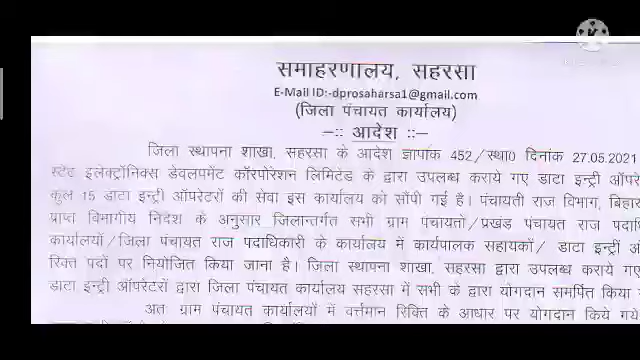 समाहरणालय, सहरसा
E-Mail ID:-dprosaharsa1@gmail.com
(जिला पंचायत कार्यालय)
-:: आदेश ::-
जिला स्थापना शाखा, सहरसा के आदेश ज्ञापांक 452/स्था0 दिनांक 27.05.2021
स्टेट इलेक्ट्रॉनिक्स डेवलपमेंट कॉरपोरेशन लिमिटेड के द्वारा उपलब्ध कराये गए डाटा इन्ट्री ऑपरे
कुल 15 डाटा इन्ट्री ऑपरेटरों की सेवा इस कार्यालय को सौंपी गई है। पंचायती राज विभाग, बिहार
प्राप्त विभागीय निदेश के अनुसार जिलान्तर्गत सभी ग्राम पंचायतों/प्रखंड पंचायत राज पदा
कार्यालयों/जिला पंचायत राज पदाधिकारी के कार्यालय में कार्यपालक सहायकों/ डाटा इन्ट्री ऑ
रिक्त पदों पर नियोजित किया जाना है। जिला स्थापना शाखा, सहरसा द्वारा उपलब्ध कराये गए
डाटा इन्ट्री ऑपरेटरों द्वारा जिला पंचायत कार्यालय सहरसा में सभी के द्वारा योगदान समर्पित किया
अतः ग्राम पंचायत कार्यालयों में वर्त्तमान रिक्ति के आधार पर योगदान किये गये